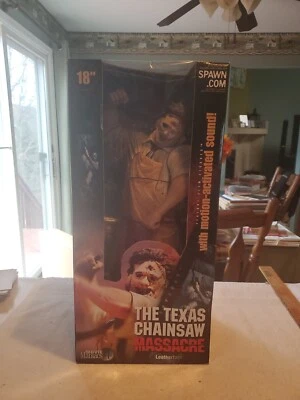 18"
SPAWN
.COM
with motion-activated sound!
THE TEXAS
CHAINSAW
MASSACRE
Leatherface